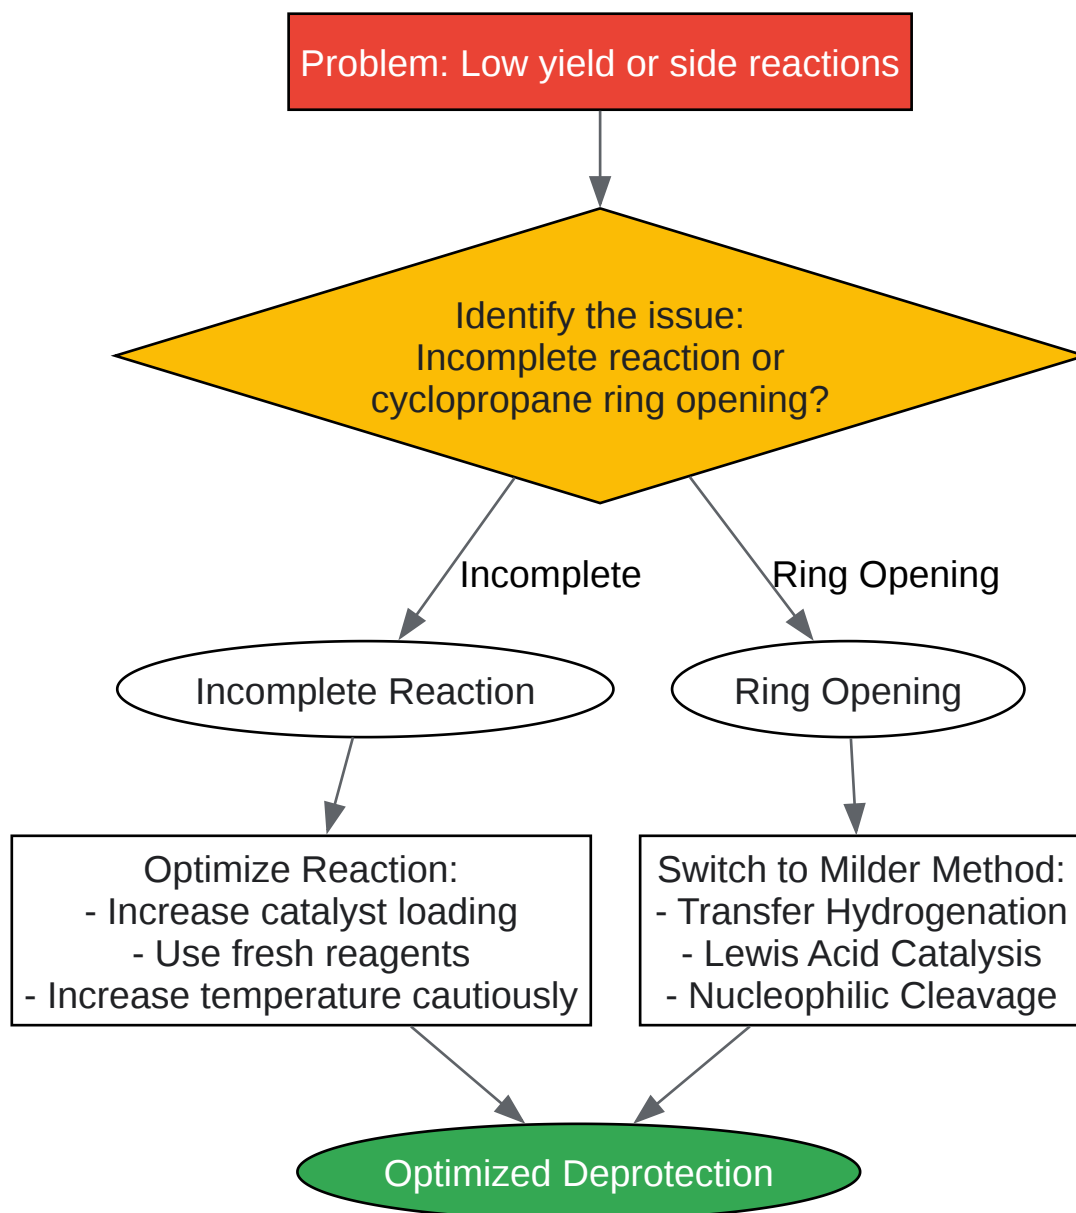 Problem: Low yield or side reactions
Identify the issue:
Incomplete reaction or
cyclopropane ring opening?
Incomplete
Ring Opening
Incomplete Reaction
Ring Opening
Optimize Reaction:
- Increase catalyst loading
- Use fresh reagents
- Increase temperature cautiously
Switch to Milder Method:
- Transfer Hydrogenation
- Lewis Acid Catalysis
- Nucleophilic Cleavage
Optimized Deprotection